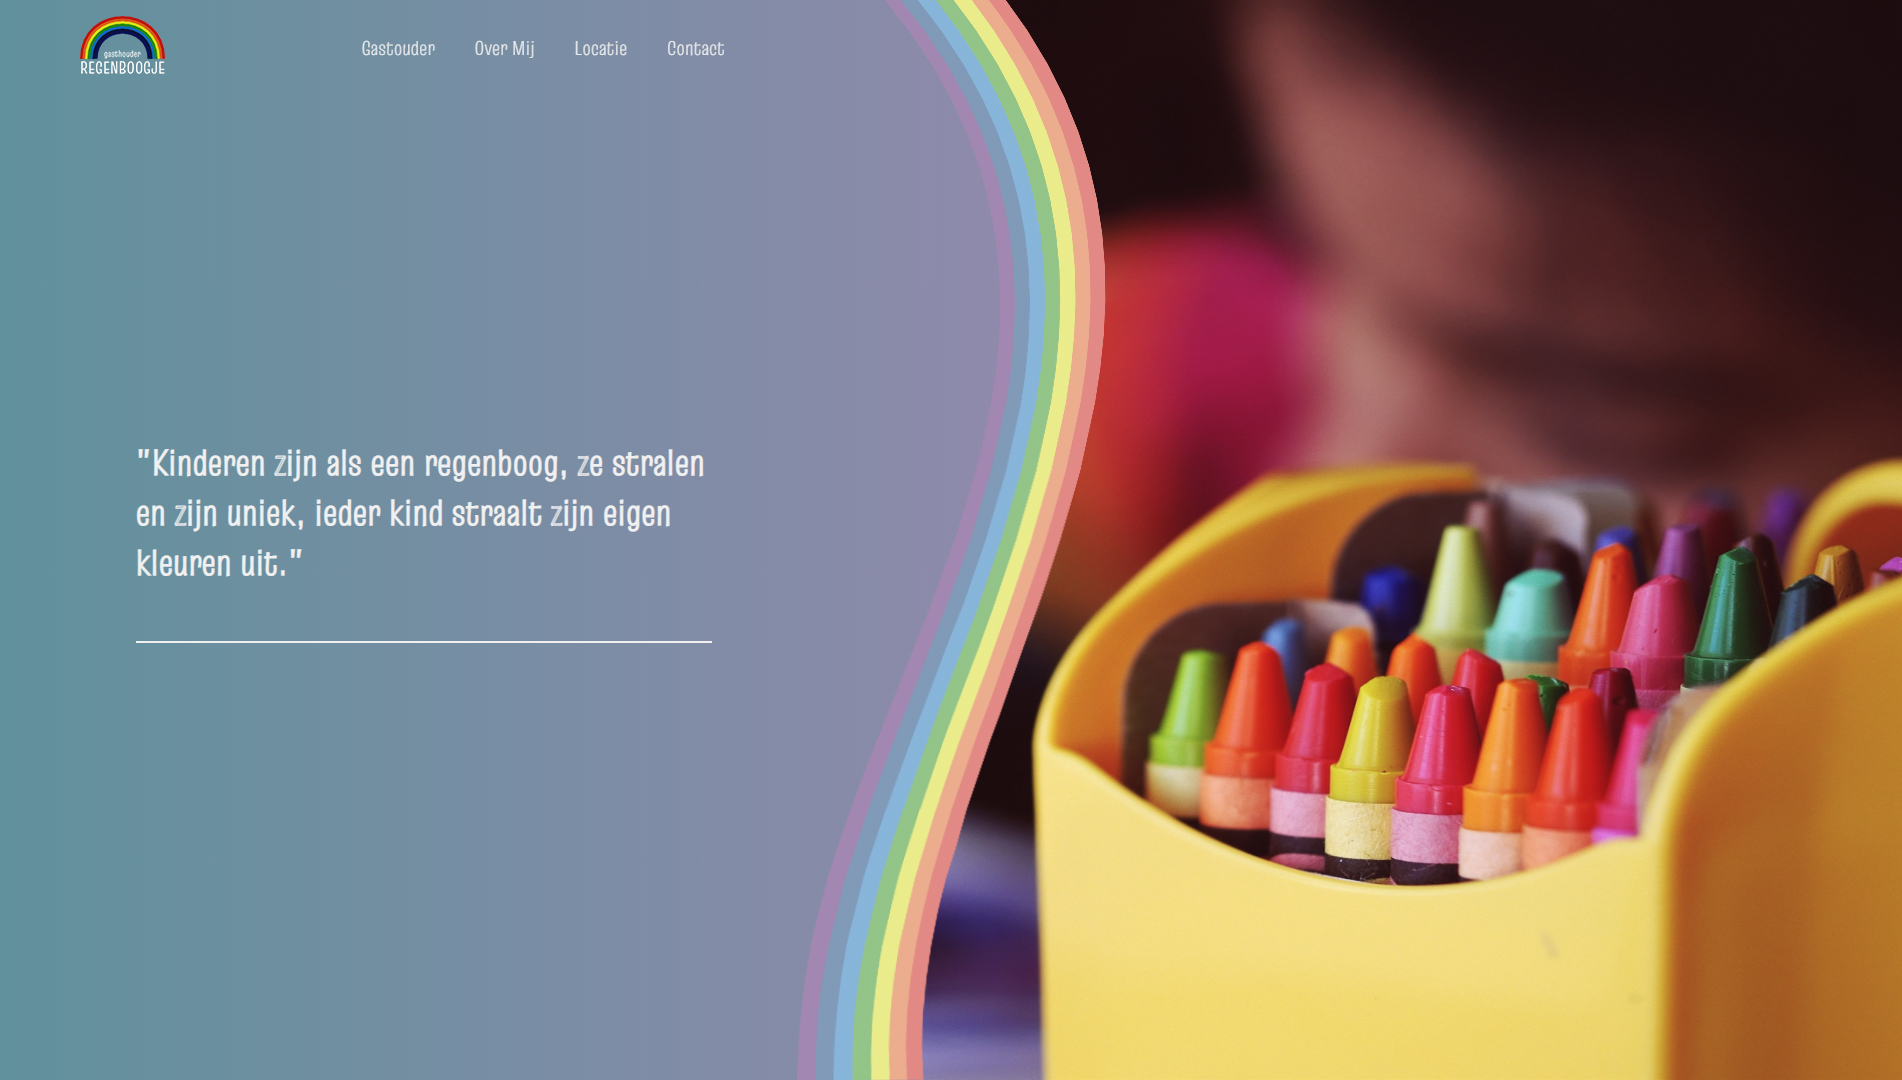 gasthouder
REGENBOOGJE
Gastouder Over Mij Locatie Contact
"Kinderen zijn als een regenboog, ze stralen
en zijn uniek, ieder kind straalt zijn eigen
kleuren uit."